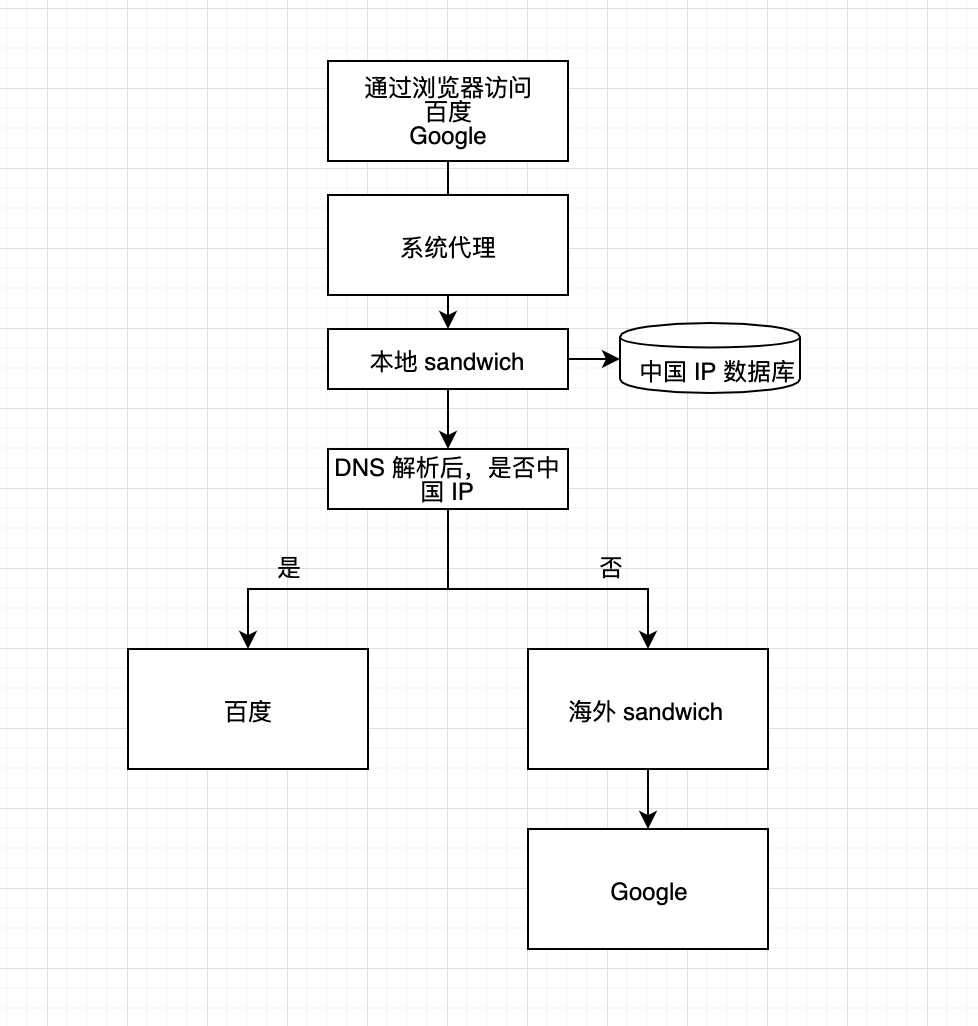 通过浏览器访问
百度
Google
系统代理
本地 sandwich
中国 IP 数据库
DNS 解析后，是否中
国 IP
是
否
百度
海外 sandwich
Google